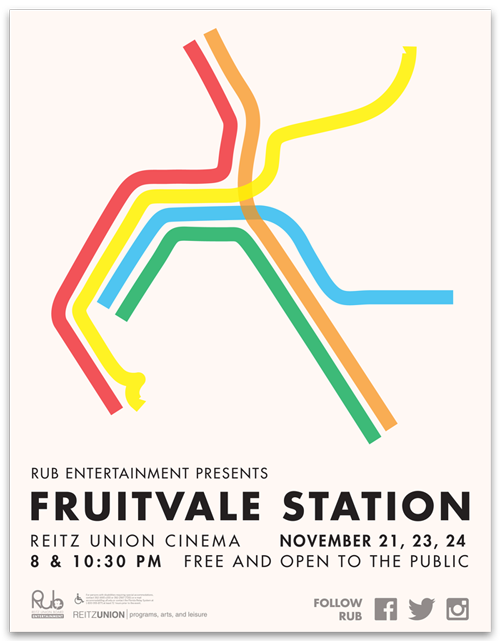 RUB ENTERTAINMENT PRESENTS
FRUITVALE STATION
REITZ UNION CINEMA NOVEMBER 21, 23, 24
8 & 10:30 PM FREE AND OPEN TO THE PUBLIC
Rub
ENTERTAINMENT
REITZUNION programs, arts, and leisure
FOLLOW
RUB